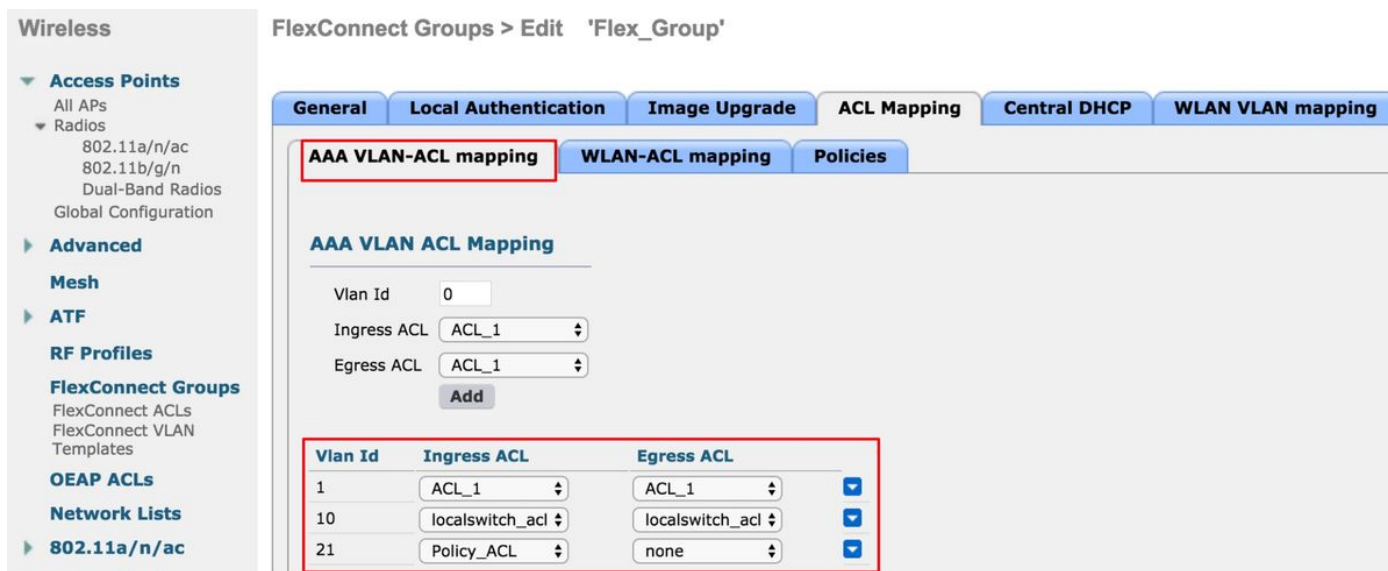 Wireless
Access Points
All APs
Radios
802.11a/n/ac
802.11b/g/n
Dual-Band Radios
Global Configuration
Advanced
Mesh
ATF
RF Profiles
FlexConnect Groups
FlexConnect ACLs
FlexConnect VLAN
Templates
OEAP ACLs
Network Lists
802.11a/n/ac
FlexConnect Groups > Edit 'Flex_Group'
General Local Authentication Image Upgrade ACL Mapping Central DHCP WLAN VLAN mapping
AAA VLAN-ACL mapping WLAN-ACL mapping Policies
AAA VLAN ACL Mapping
Vlan Id 0
Ingress ACL ACL_1
Egress ACL ACL_1
Add
Vlan Id Ingress ACL Egress ACL
1 ACL_1 ACL_1
10 localswitch_acl localswitch_acl
21 Policy_ACL none